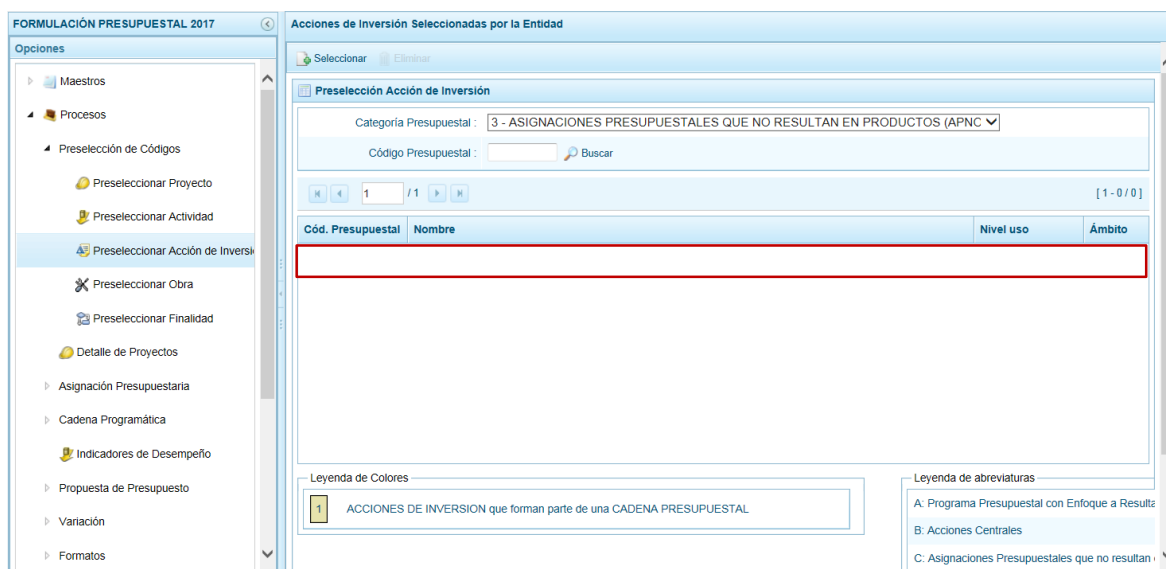 FORMULACIÓN PRESUPUESTAL 2017
Opciones
Maestros
Procesos
Preselección de Códigos
Preseleccionar Proyecto
Preseleccionar Actividad
Preseleccionar Acción de Inversi
Preseleccionar Obra
Preseleccionar Finalidad
Detalle de Proyectos
Asignación Presupuestaria
Cadena Programática
Indicadores de Desempeño
Propuesta de Presupuesto
Variación
Formatos
Acciones de Inversión Seleccionadas por la Entidad
Seleccionar Eliminar
Preselección Acción de Inversión
Categoría Presupuestal : 3 - ASIGNACIONES PRESUPUESTALES QUE NO RESULTAN EN PRODUCTOS (APNC
Código Presupuestal : Buscar
1 / 1 [ 1 - 0 / 0 ]
Cód. Presupuestal Nombre Nivel uso Ámbito
Leyenda de Colores
1 ACCIONES DE INVERSION que forman parte de una CADENA PRESUPUESTAL
Leyenda de abreviaturas
A: Programa Presupuestal con Enfoque a Resulta
B: Acciones Centrales
C: Asignaciones Presupuestales que no resultan